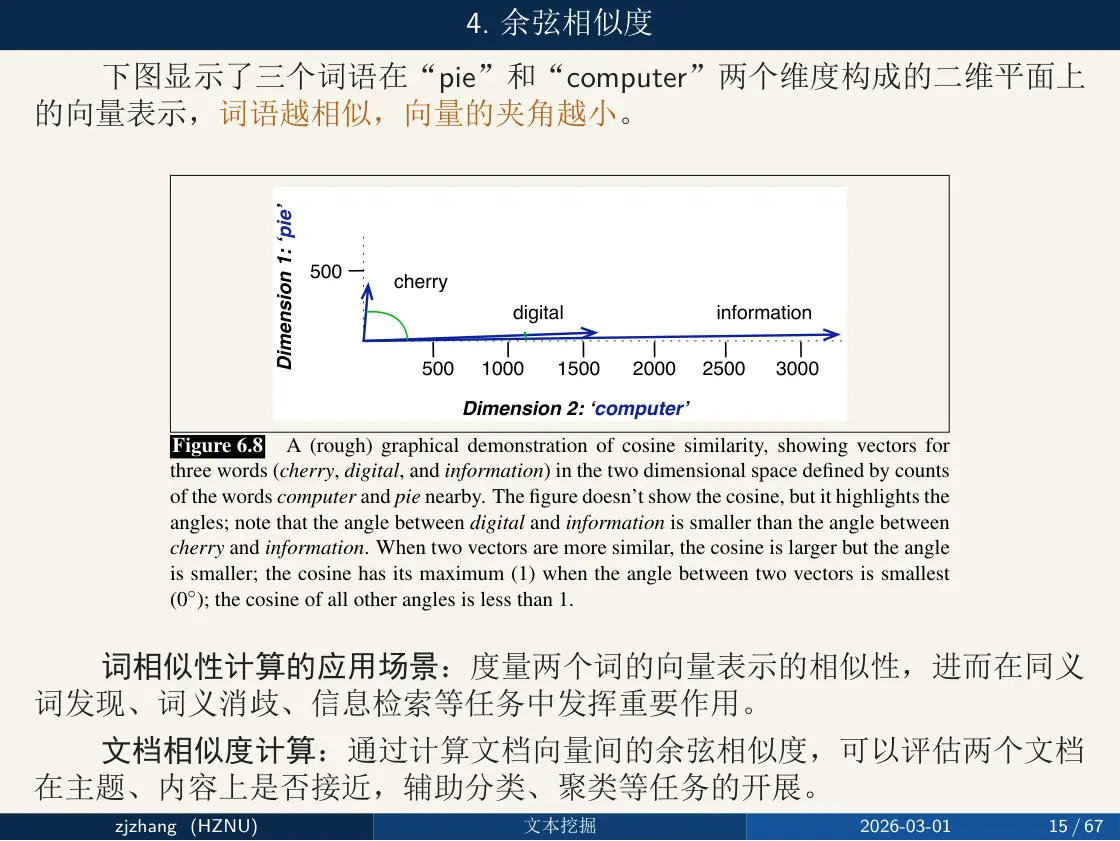 4. 余弦相似度
下图显示了三个词语在“pie”和“computer”两个维度构成的二维平面上
的向量表示，词语越相似，向量的夹角越小。
Dimension 1: ‘pie’
500
cherry
digital
information
500 1000 1500 2000 2500 3000
Dimension 2: ‘computer’
Figure 6.8 A (rough) graphical demonstration of cosine similarity, showing vectors for
three words (cherry, digital, and information) in the two dimensional space defined by counts
of the words computer and pie nearby. The figure doesn’t show the cosine, but it highlights the
angles; note that the angle between digital and information is smaller than the angle between
cherry and information. When two vectors are more similar, the cosine is larger but the angle
is smaller; the cosine has its maximum (1) when the angle between two vectors is smallest
(0°); the cosine of all other angles is less than 1.
词相似性计算的应用场景：度量两个词的向量表示的相似性，进而在同义
词发现、词义消歧、信息检索等任务中发挥重要作用。
文档相似度计算：通过计算文档向量间的余弦相似度，可以评估两个文档
在主题、内容上是否接近，辅助分类、聚类等任务的开展。
zjzhang (HZNU) 文本挖掘 2026-03-01 15 / 67